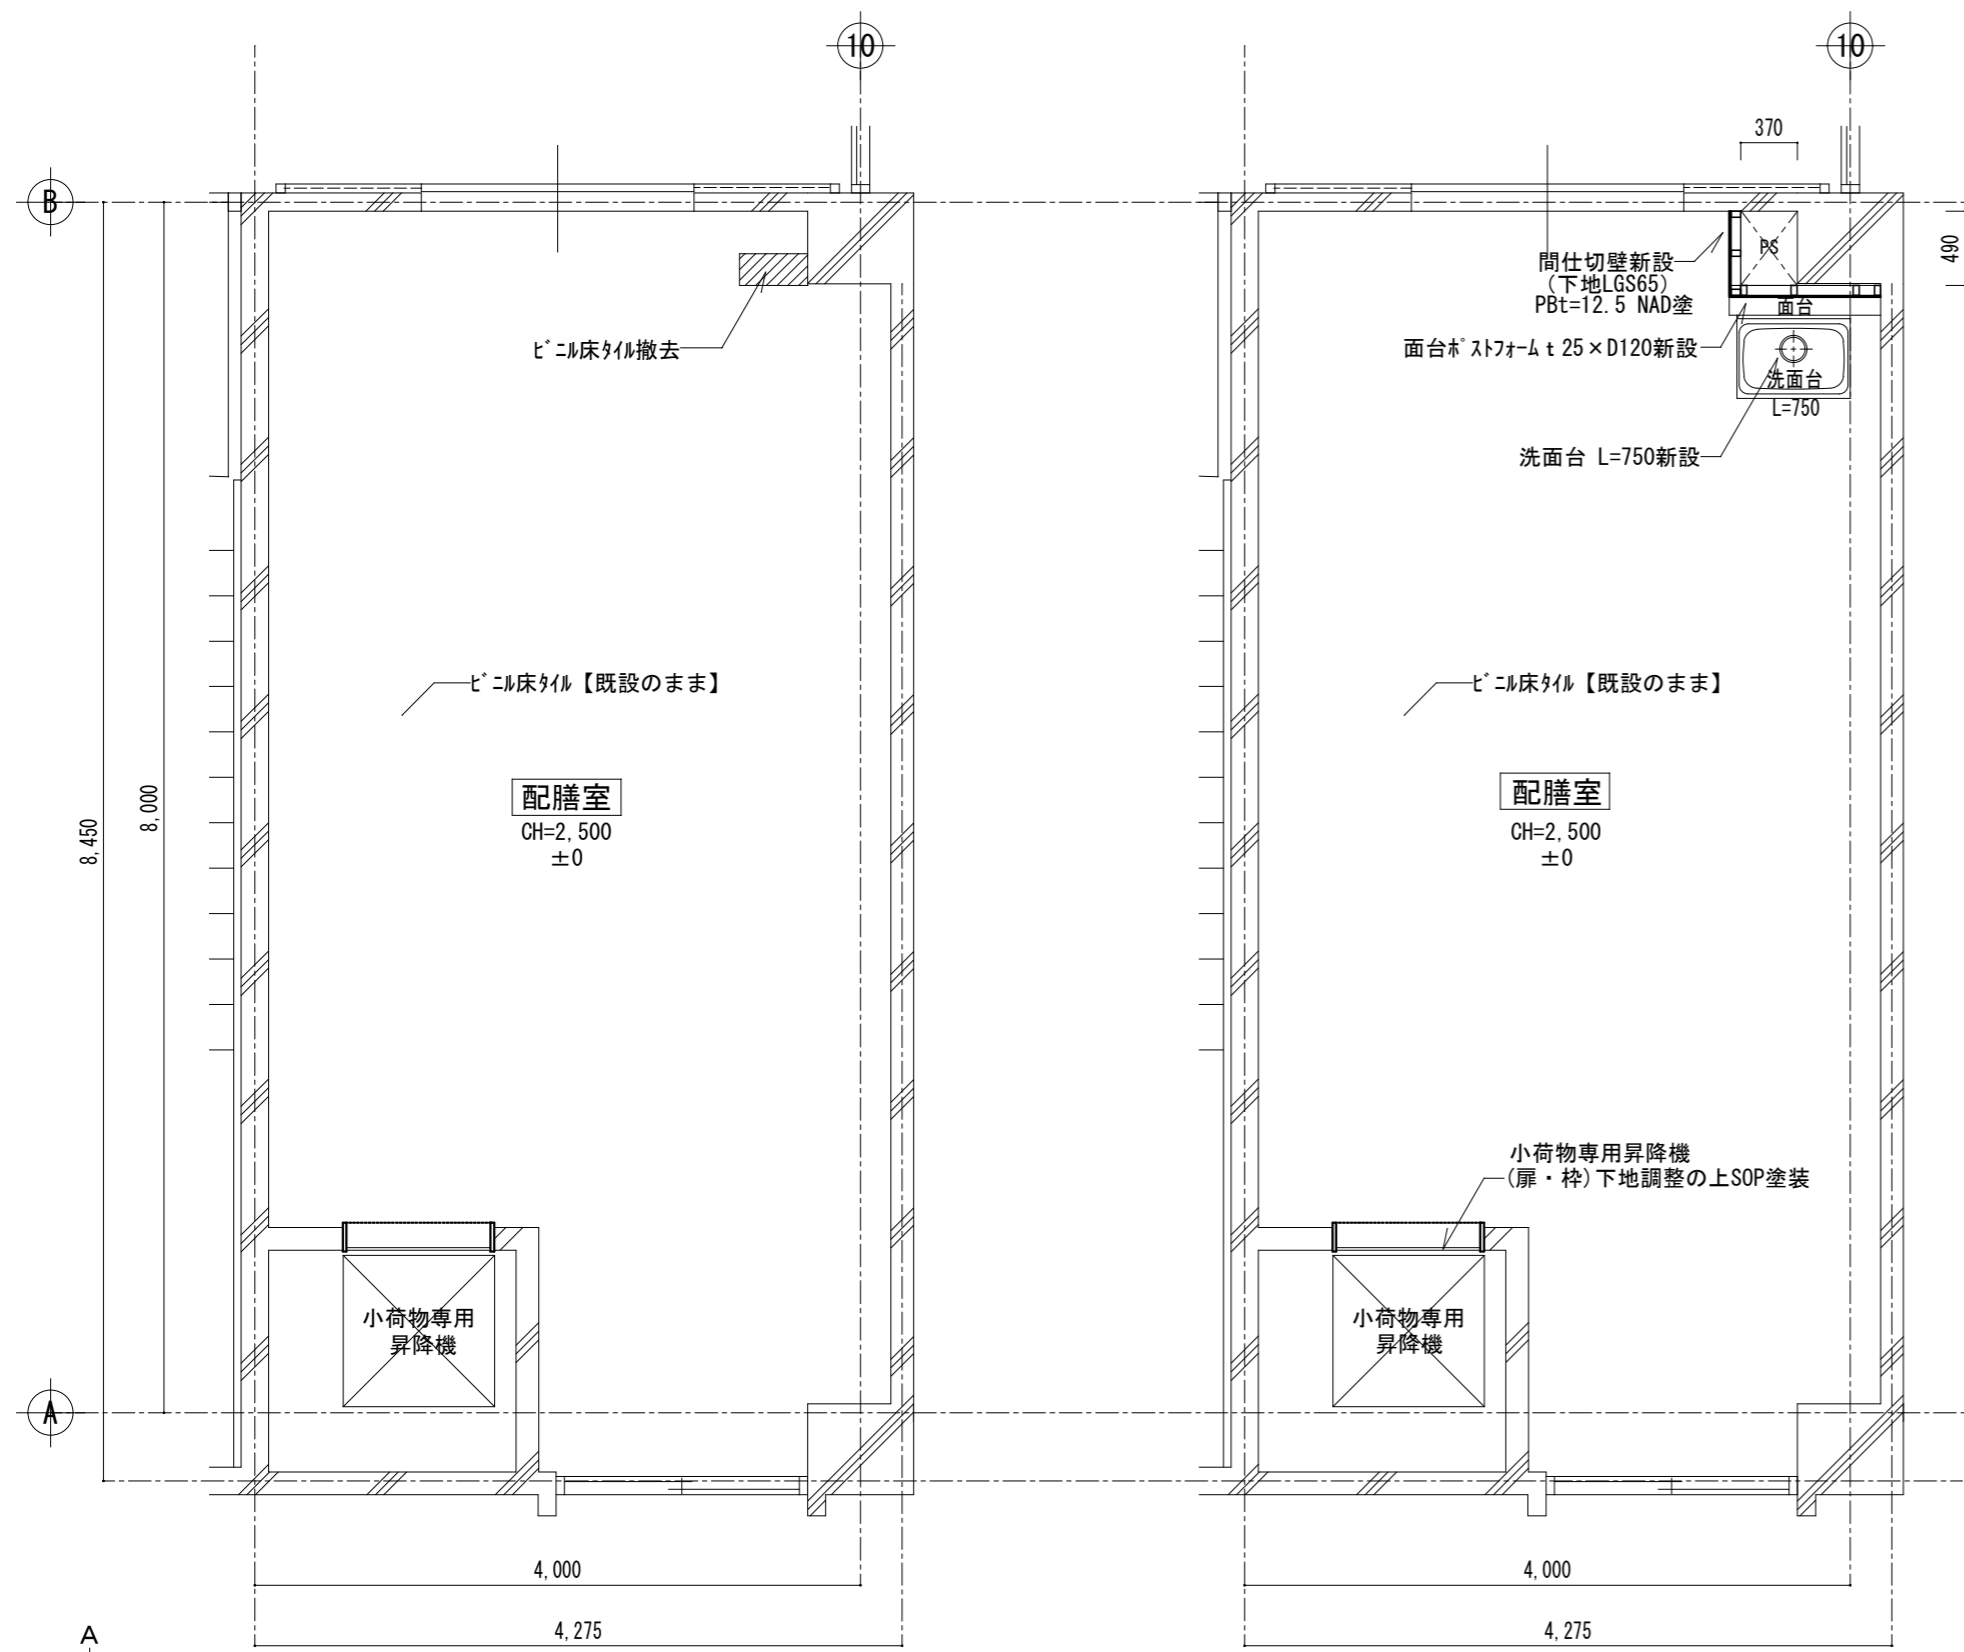 10
B
ビニル床タイル撤去
ビニル床タイル【既設のまま】
配膳室
CH=2,500
±0
8,450
8,000
小荷物専用
昇降機
A
4,000
4,275
A
10
370
490
PS
間仕切壁新設
(下地LGS65)
PBt=12.5 NAD塗
面台
面台ポストフォームｔ25×D120新設
洗面台
L=750
洗面台 L=750新設
ビニル床タイル【既設のまま】
配膳室
CH=2,500
±0
小荷物専用昇降機
(扉・枠)下地調整の上SOP塗装
小荷物専用
昇降機
4,000
4,275